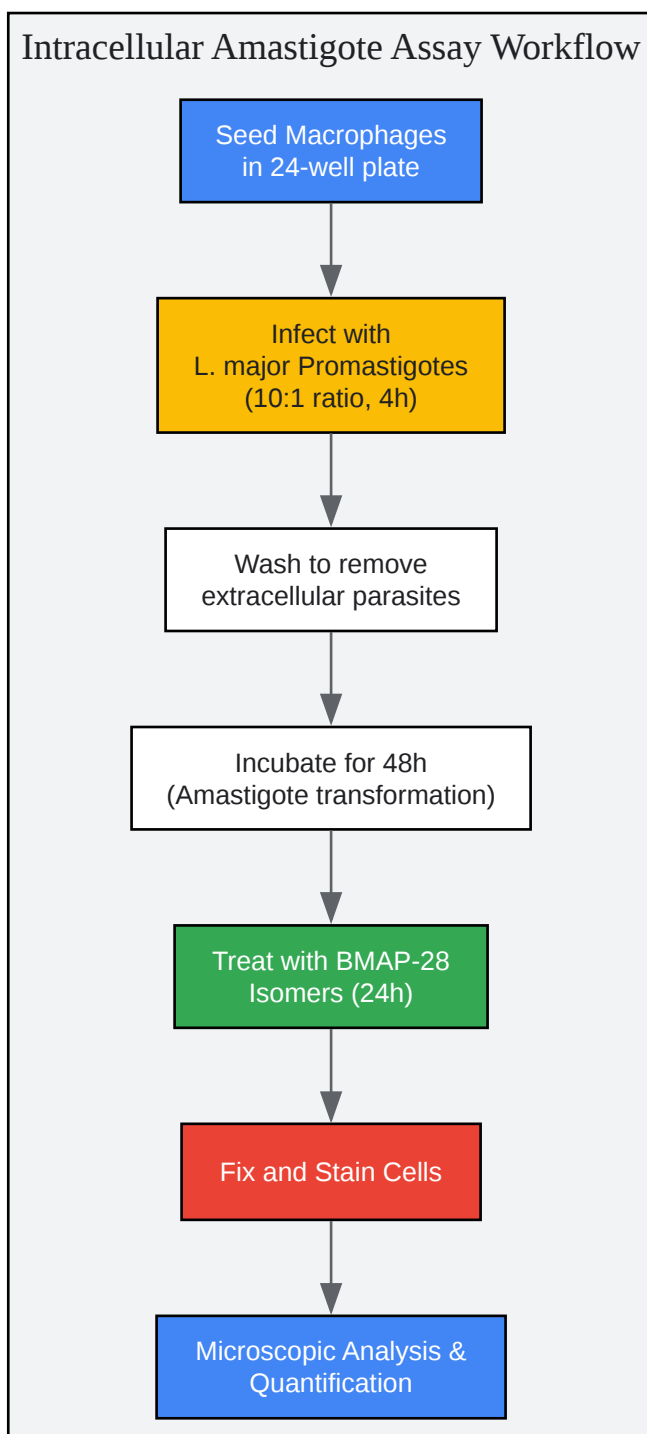 Intracellular Amastigote Assay Workflow
Seed Macrophages
in 24-well plate
Infect with
L. major Promastigotes
(10:1 ratio, 4h)
Wash to remove
extracellular parasites
Incubate for 48h
(Amastigote transformation)
Treat with BMAP-28
Isomers (24h)
Fix and Stain Cells
Microscopic Analysis &
Quantification